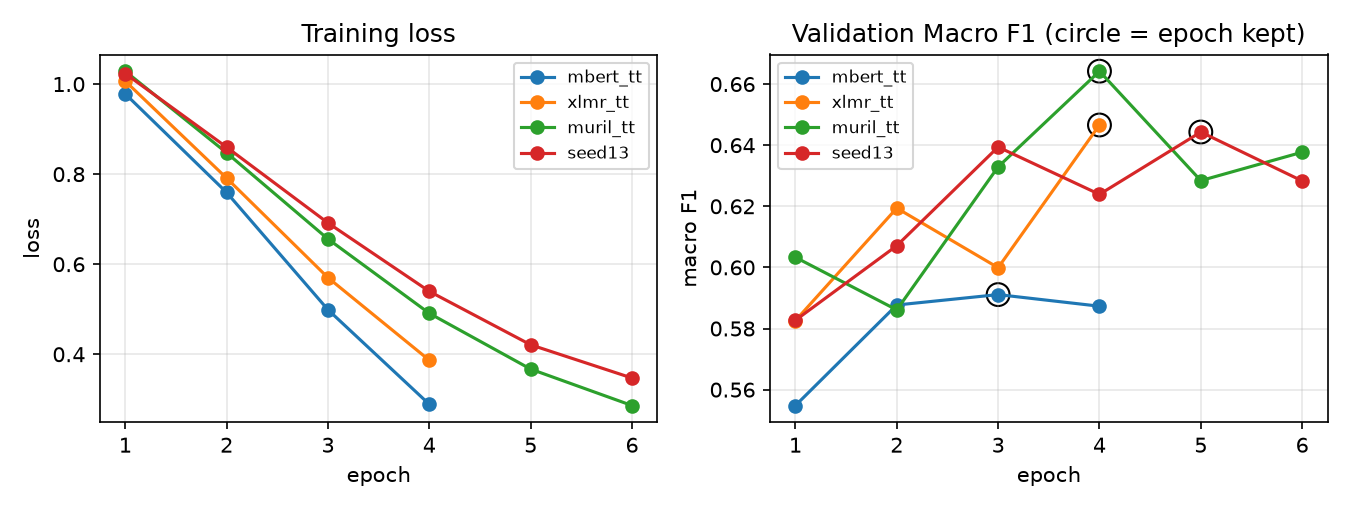 Training loss
1.0
0.8
0.6
0.4
loss
1 2 3 4 5 6
epoch
mbert_tt
xlmr_tt
muril_tt
seed13
Validation Macro F1 (circle = epoch kept)
0.66
0.64
0.62
0.60
0.58
0.56
macro F1
1 2 3 4 5 6
epoch
mbert_tt
xlmr_tt
muril_tt
seed13